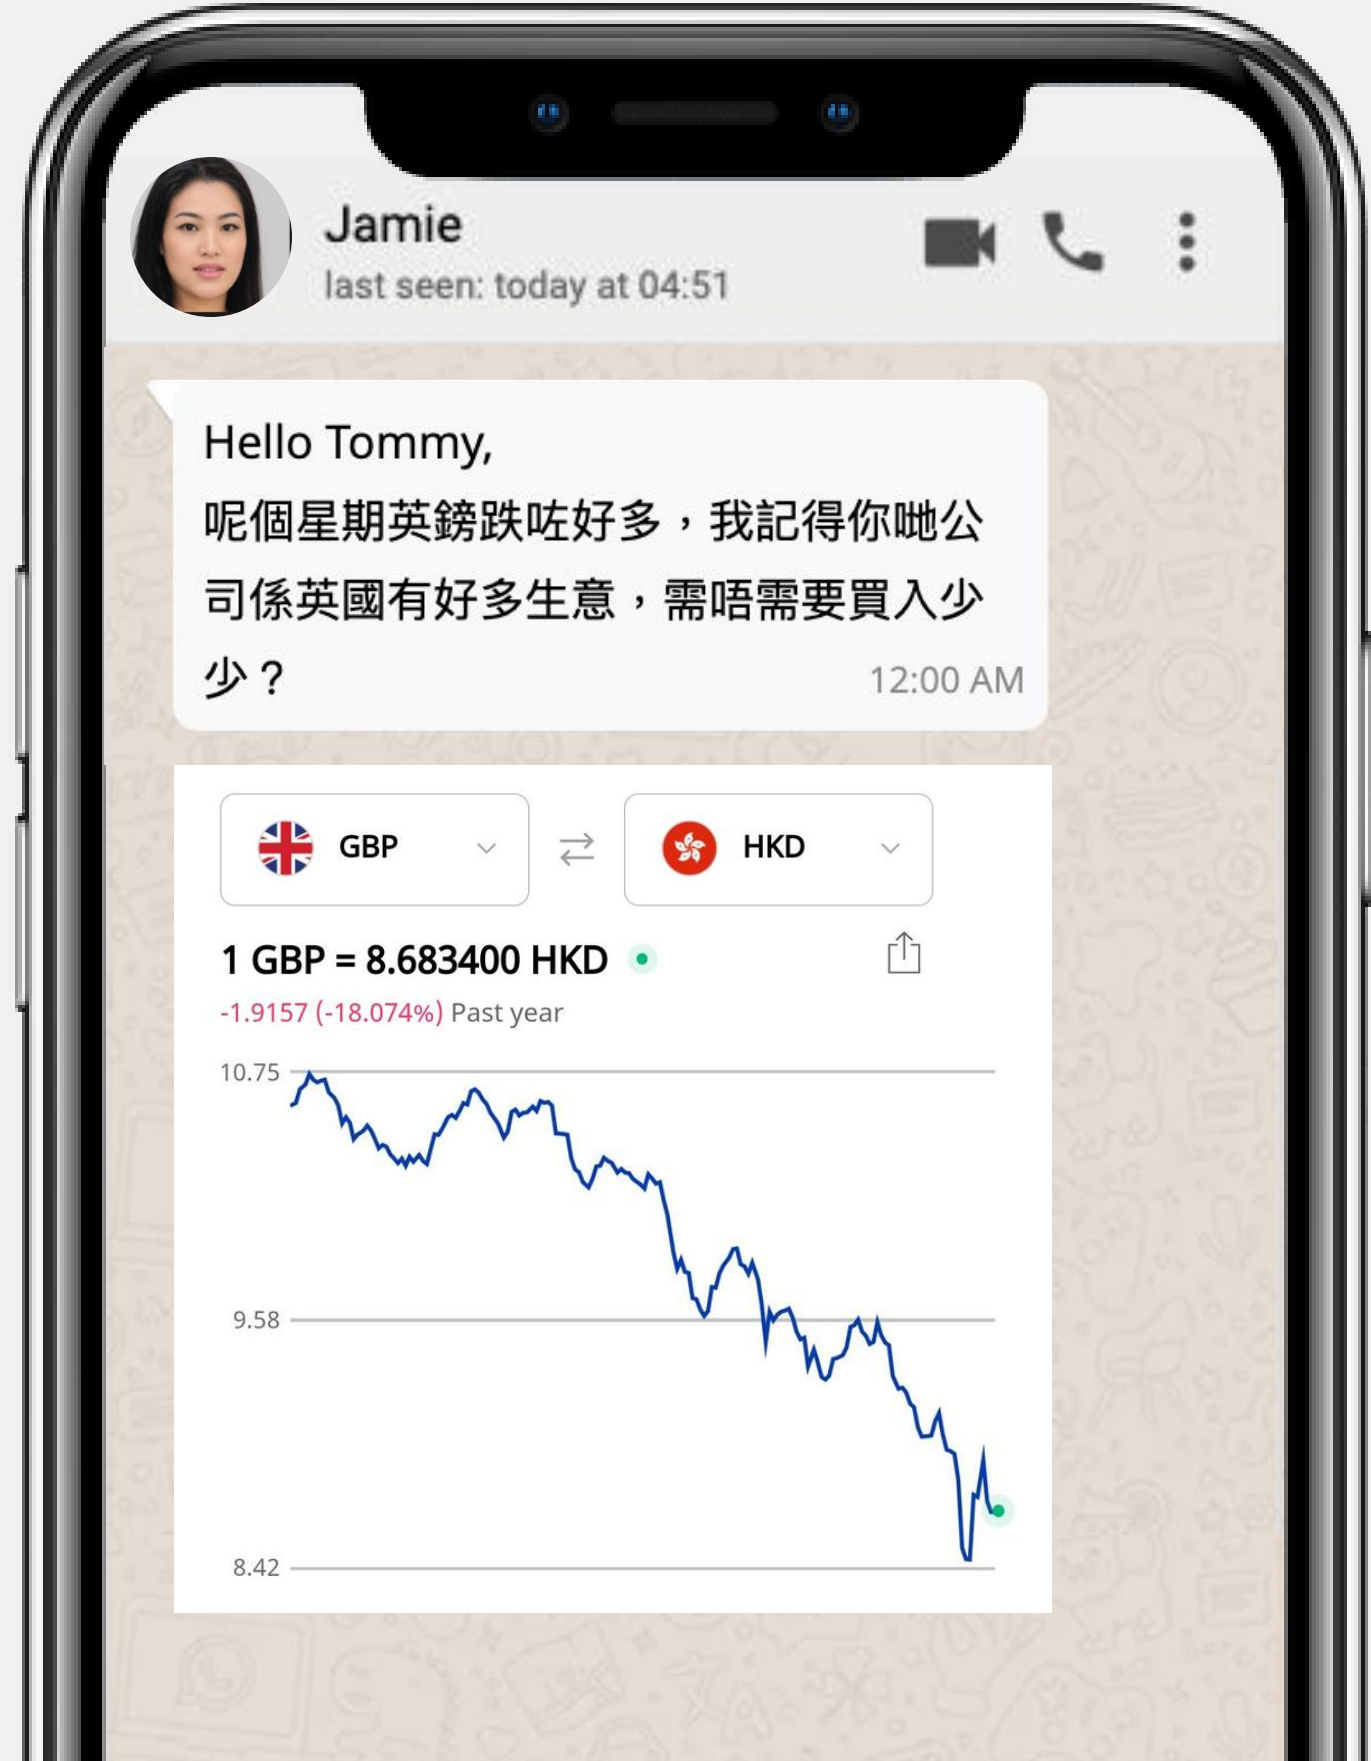 Jamie
last seen: today at 04:51
Hello Tommy,
呢個星期英鎊跌咗好多，我記得你哋公
司係英國有好多生意，需唔需要買入少
少？
12:00 AM
GBP
HKD
1 GBP = 8.683400 HKD
-1.9157 (-18.074%) Past year
10.75
9.58
8.42